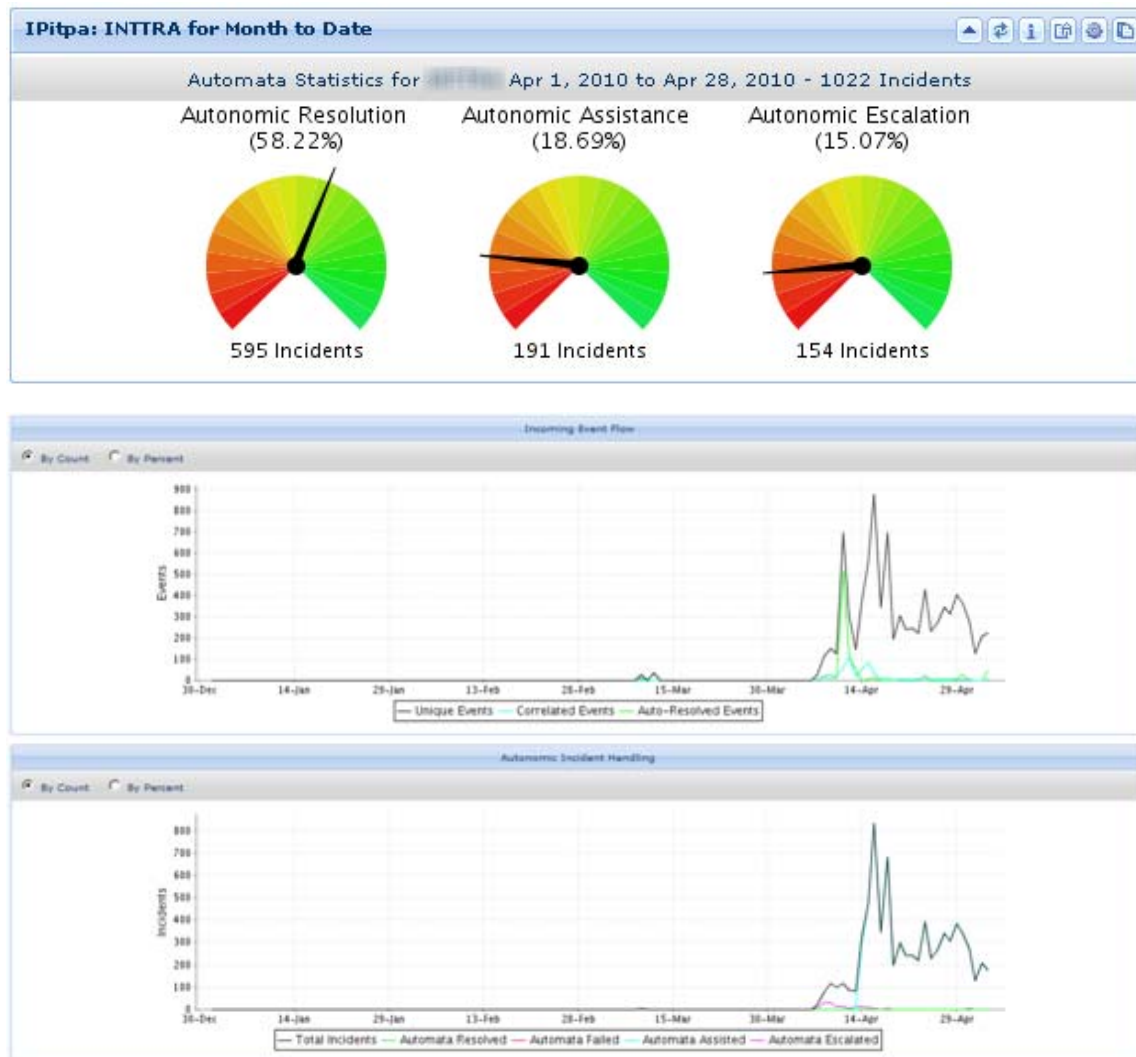 IPitpa: INTTRA for Month to Date
Automata Statistics for Apr 1, 2010 to Apr 28, 2010 - 1022 Incidents
Autonomic Resolution (58.22%)
Autonomic Assistance (18.69%)
Autonomic Escalation (15.07%)
595 Incidents
191 Incidents
154 Incidents
Incoming Event Flow
By Count By Percent
900
800
700
600
500
400
300
200
100
0
Events
30-Dec 14-Jan 29-Jan 13-Feb 28-Feb 15-Mar 30-Mar 14-Apr 29-Apr
Unique Events Correlated Events Auto-Resolved Events
Autonomic Incident Handling
By Count By Percent
800
700
600
500
400
300
200
100
0
Incidents
30-Dec 14-Jan 29-Jan 13-Feb 28-Feb 15-Mar 30-Mar 14-Apr 29-Apr
Total Incidents Automata Resolved Automata Failed Automata Assisted Automata Escalated